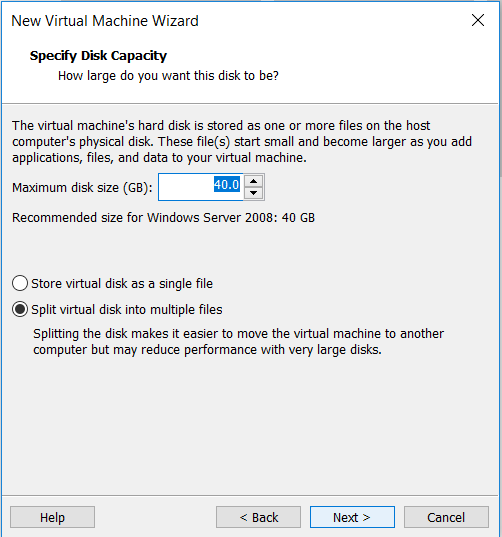 New Virtual Machine Wizard
Specify Disk Capacity
How large do you want this disk to be?
The virtual machine's hard disk is stored as one or more files on the host
computer's physical disk. These file(s) start small and become larger as you add
applications, files, and data to your virtual machine.
Maximum disk size (GB): 40.0
Recommended size for Windows Server 2008: 40 GB
Store virtual disk as a single file
Split virtual disk into multiple files
Splitting the disk makes it easier to move the virtual machine to another
computer but may reduce performance with very large disks.
Help < Back Next > Cancel